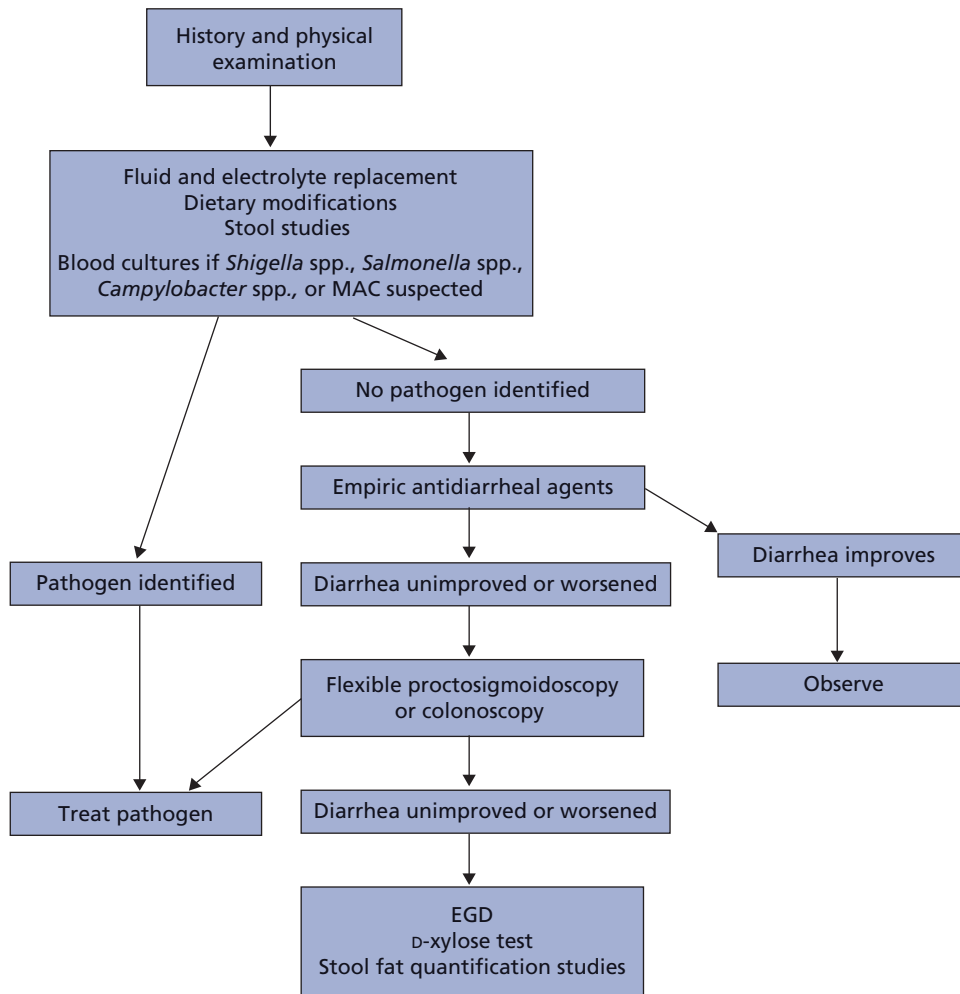 History and physical
examination
Fluid and electrolyte replacement
Dietary modifications
Stool studies
Blood cultures if Shigella spp., Salmonella spp.,
Campylobacter spp., or MAC suspected
No pathogen identified
Empiric antidiarrheal agents
Diarrhea improves
Pathogen identified
Diarrhea unimproved or worsened
Flexible proctosigmoidoscopy
or colonoscopy
Observe
Treat pathogen
Diarrhea unimproved or worsened
EGD
D-xylose test
Stool fat quantification studies